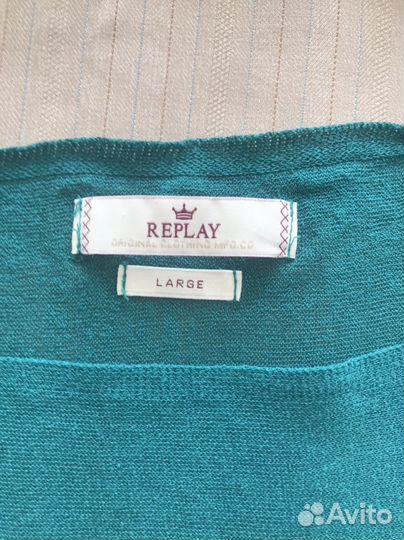 REPLAY
ORIGINAL CLOTHING MFG.CO.
LARGE
Avito